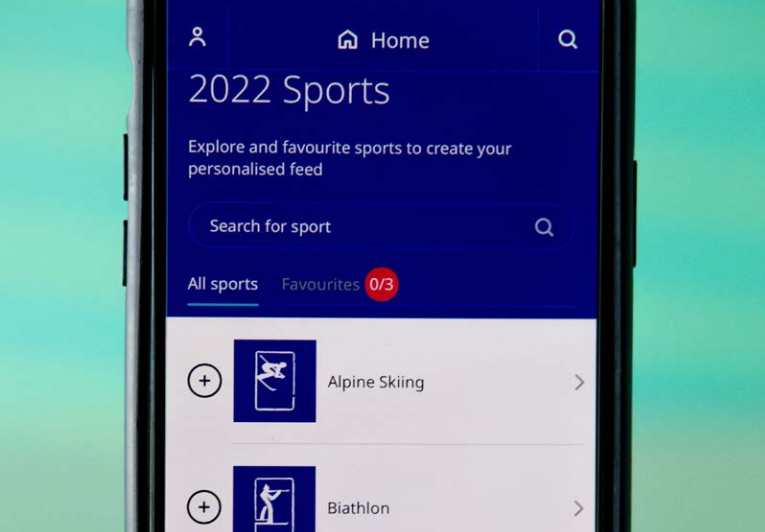 Home
2022 Sports
Explore and favourite sports to create your
personalised feed
Search for sport
All sports Favourites 0/3
Alpine Skiing
Biathlon